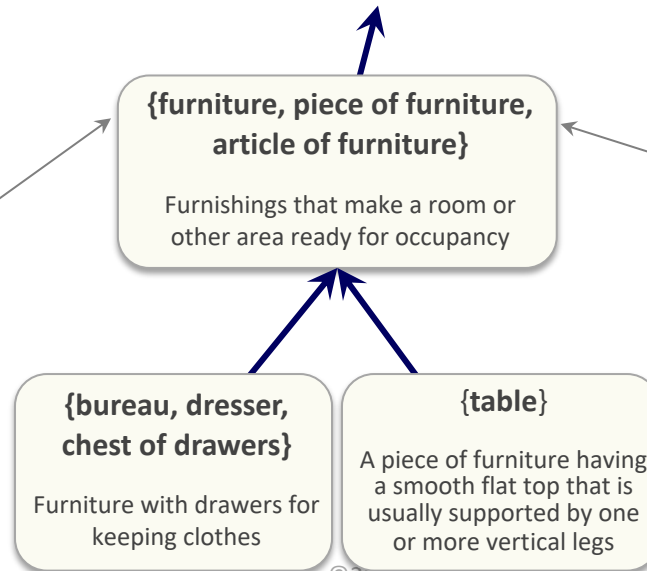 {furniture, piece of furniture,
article of furniture}
Furnishings that make a room or
other area ready for occupancy
{bureau, dresser,
chest of drawers}
Furniture with drawers for
keeping clothes
{table}
A piece of furniture having
a smooth flat top that is
usually supported by one
or more vertical legs